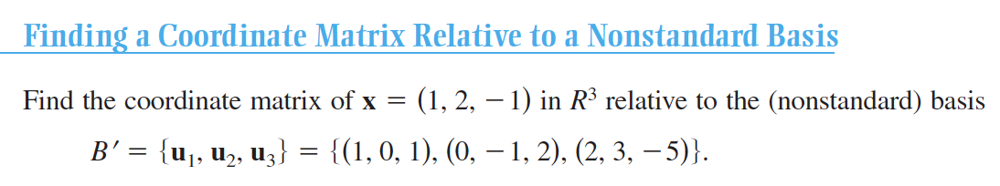 Finding a Coordinate Matrix Relative to a Nonstandard Basis
Find the coordinate matrix of x = (1, 2, −1) in R³ relative to the (nonstandard) basis
B′ = {u₁, u₂, u₃} = {(1, 0, 1), (0, −1, 2), (2, 3, −5)}.